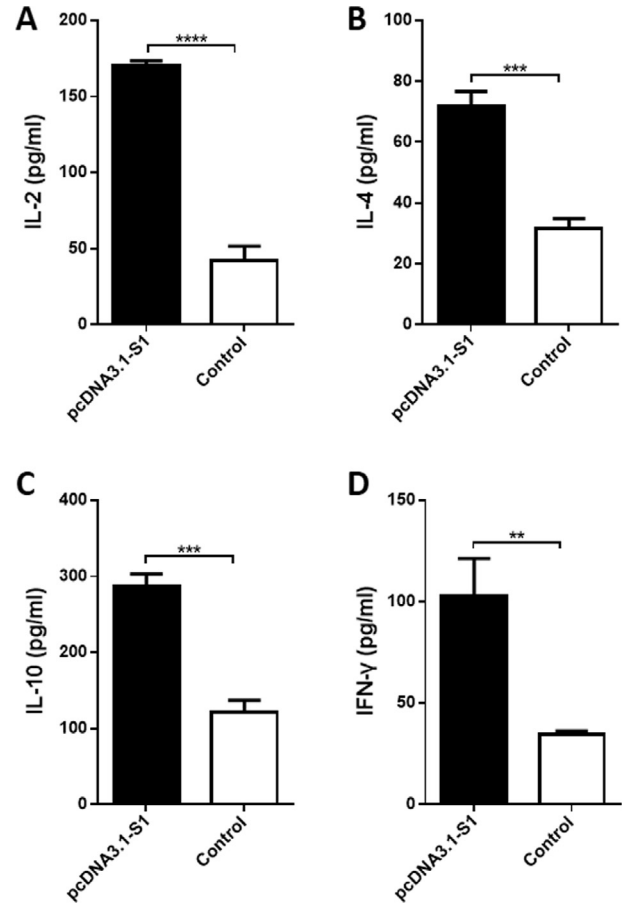 A
IL-2 (pg/ml)
200
150
100
50
0
****
pcDNA3.1-S1
Control
B
IL-4 (pg/ml)
100
80
60
40
20
0
***
pcDNA3.1-S1
Control
C
IL-10 (pg/ml)
400
300
200
100
0
***
pcDNA3.1-S1
Control
D
IFN-γ (pg/ml)
150
100
50
0
**
pcDNA3.1-S1
Control